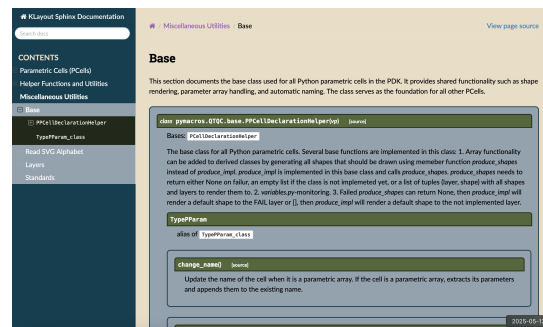 KLayout Sphinx Documentation
Search docs
CONTENTS
Parametric Cells (PCells)
Helper Functions and Utilities
Miscellaneous Utilities
Base
PPCellDeclarationHelper
TypePParam_class
Read SVG Alphabet
Layers
Standards
/ Miscellaneous Utilities / Base
View page source
Base
This section documents the base class used for all Python parametric cells in the PDK. It provides shared functionality such as shape
rendering, parameter array handling, and automatic naming. The class serves as the foundation for all other PCells.
class pymacros.QTQC.base.PPCellDeclarationHelper(vp) [source]
Bases: PCellDeclarationHelper
The base class for all Python parametric cells. Several base functions are implemented in this class: 1. Array functionality
can be added to derived classes by generating all shapes that should be drawn using memeber function produce_shapes
instead of produce_impl. produce_impl is implemented in this base class and calls produce_shapes. produce_shapes needs to
return either None on failur, an empty list if the class is not implemeted yet, or a list of tuples (layer, shape) with all shapes
and layers to render them to. 2. variables.py-monitoring. 3. Failed produce_shapes can return None, then produce_impl will
render a default shape to the FAIL layer or [], then produce_impl will render a default shape to the not implemented layer.
TypePParam
alias of TypePParam_class
change_name() [source]
Update the name of the cell when it is a parametric array. If the cell is a parametric array, extracts its parameters
and appends them to the existing name.